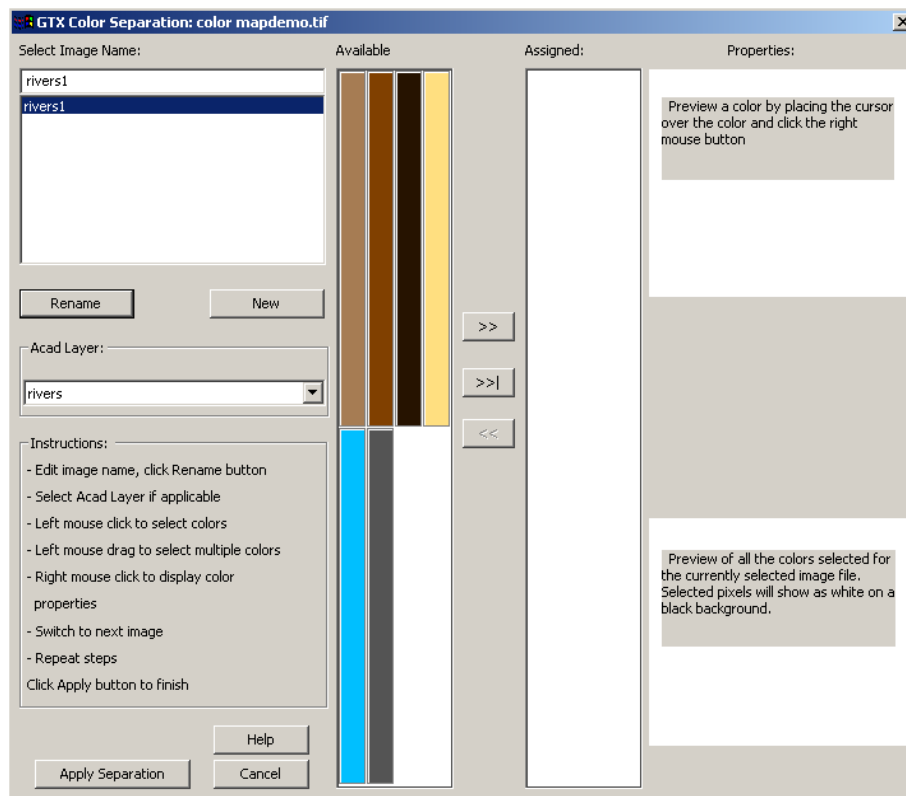 GTX Color Separation: color mapdemo.tif
Select Image Name:
Available
Assigned:
Properties:
rivers1
rivers1
Preview a color by placing the cursor
over the color and click the right
mouse button
Rename
New
>>
Acad Layer:
>>|
rivers
<<
Instructions:
- Edit image name, click Rename button
- Select Acad Layer if applicable
- Left mouse click to select colors
- Left mouse drag to select multiple colors
- Right mouse click to display color
properties
- Switch to next image
- Repeat steps
Click Apply button to finish
Preview of all the colors selected for
the currently selected image file.
Selected pixels will show as white on a
black background.
Help
Apply Separation
Cancel